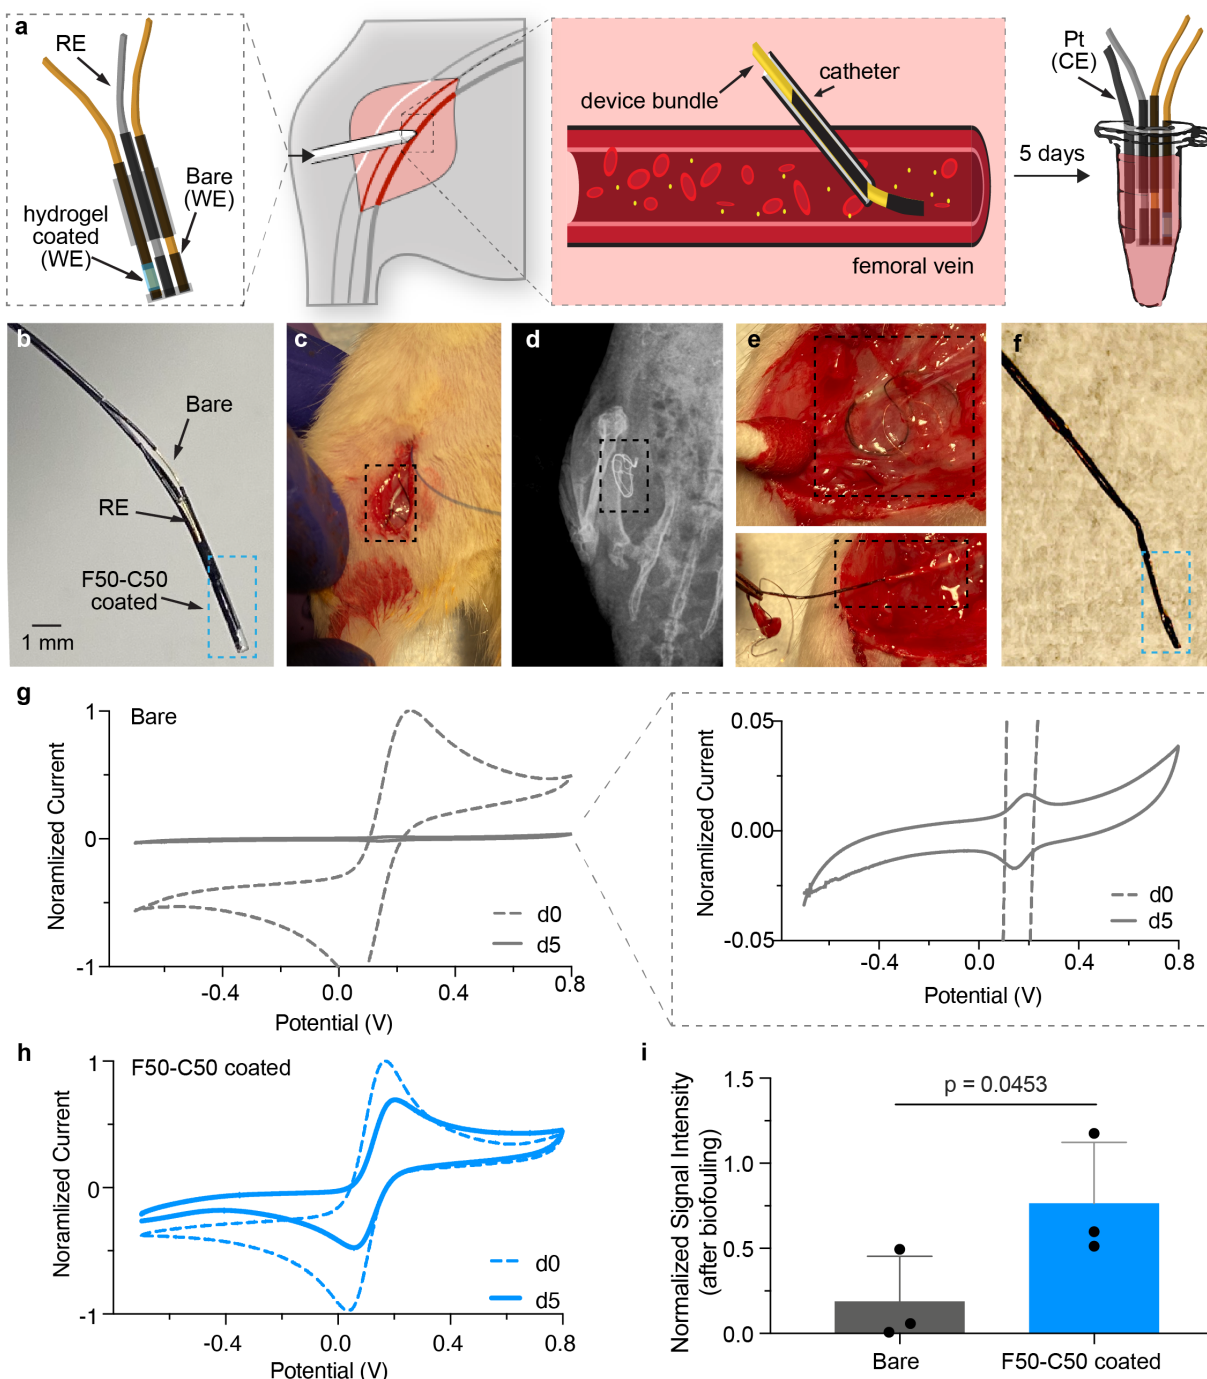 a
RE
Bare
(WE)
hydrogel
coated
(WE)
device bundle
catheter
femoral vein
5 days
Pt
(CE)
b
Bare
RE
F50-C50
coated
1 mm
c
d
e
f
g
Bare
Noramlized Current
1
0
-1
-0.4
0.0
0.4
0.8
Potential (V)
d0
d5
Noramlized Current
0.05
0.00
-0.05
-0.4
0.0
0.4
0.8
Potential (V)
d0
d5
h
F50-C50 coated
Noramlized Current
1
0
-1
-0.4
0.0
0.4
0.8
Potential (V)
d0
d5
i
Normalized Signal Intensity
(after biofouling)
1.5
1.0
0.5
0.0
p = 0.0453
Bare
F50-C50 coated